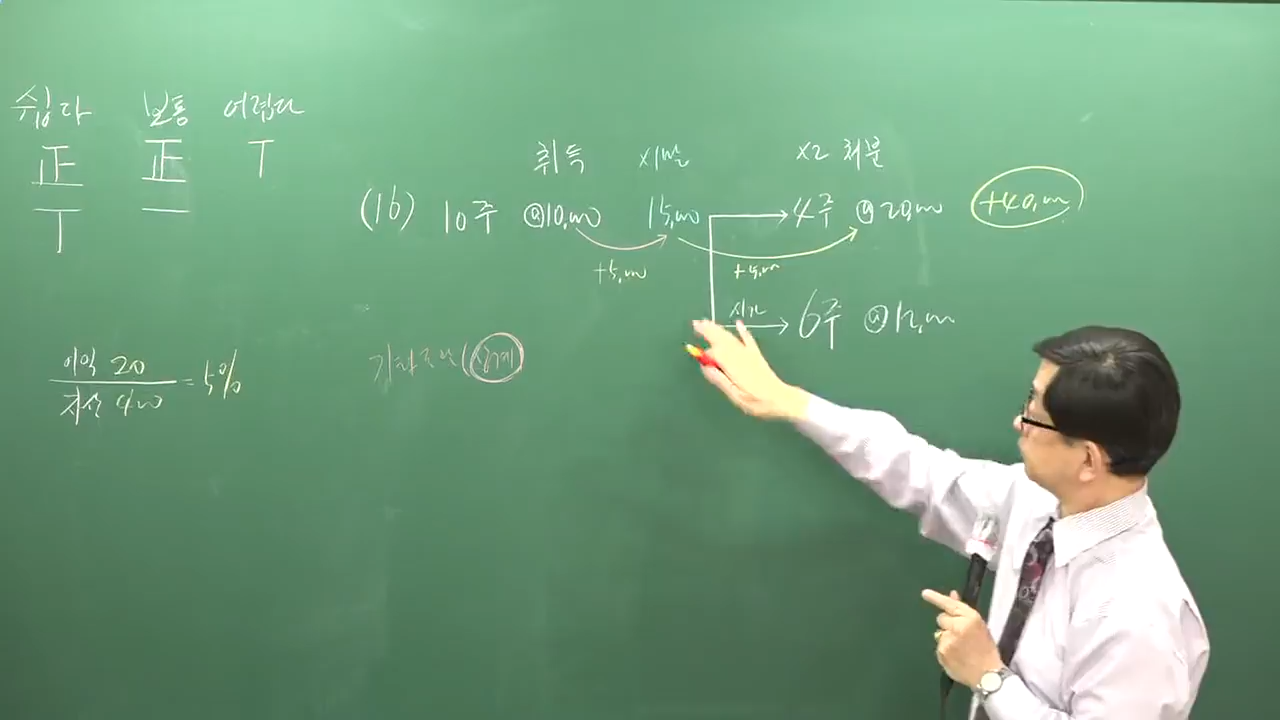 쉽다 보통 어렵다
正 正 T
T 一
취득 X1말 X2 처분
(16) 10주 @10,000 15,000 4주 @20,000 +40,000
+5,000 +5,000
시가 6주 @12,000
이익 20
자산 400 = 5%